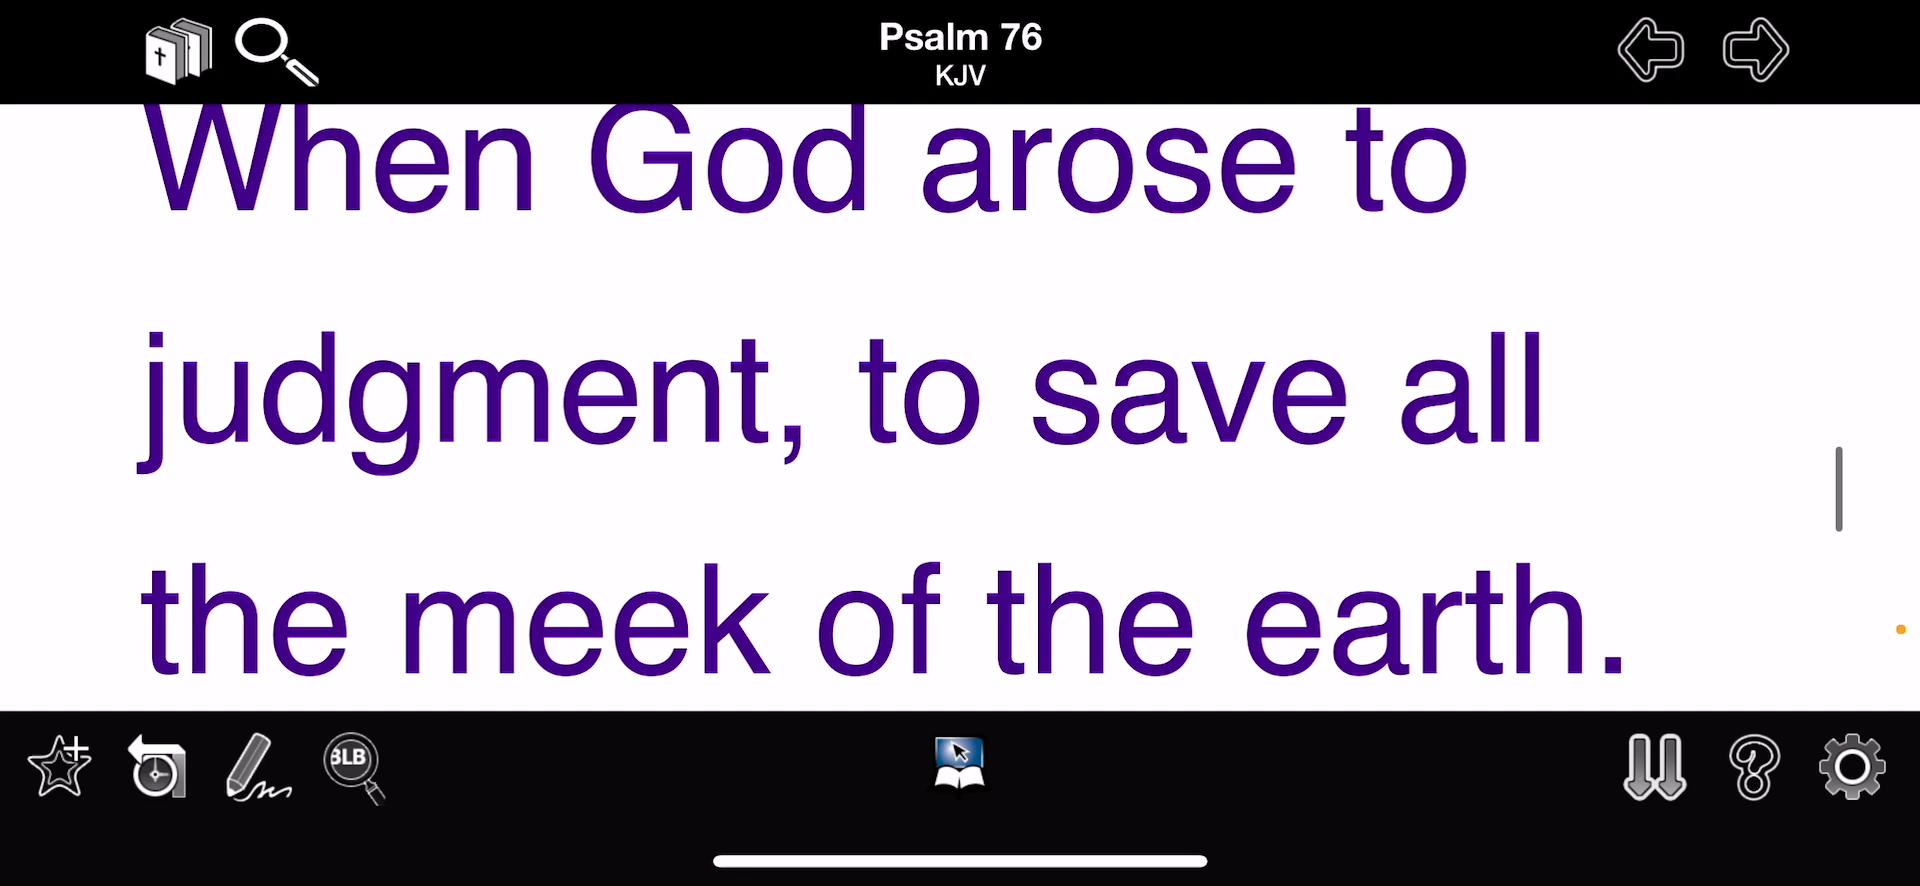 Psalm 76
KJV
When God arose to
judgment, to save all
the meek of the earth.
BLB